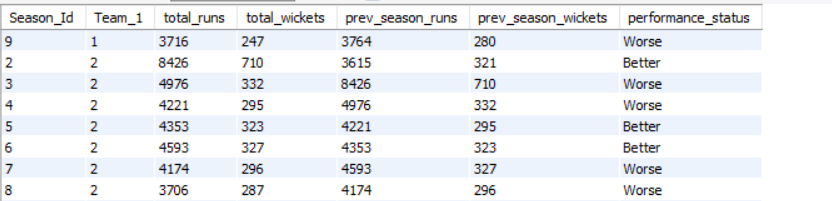 Season_Id Team_1 total_runs total_wickets prev_season_runs prev_season_wickets performance_status
9 1 3716 247 3764 280 Worse
2 2 8426 710 3615 321 Better
3 2 4976 332 8426 710 Worse
4 2 4221 295 4976 332 Worse
5 2 4353 323 4221 295 Better
6 2 4593 327 4353 323 Better
7 2 4174 296 4593 327 Worse
8 2 3706 287 4174 296 Worse